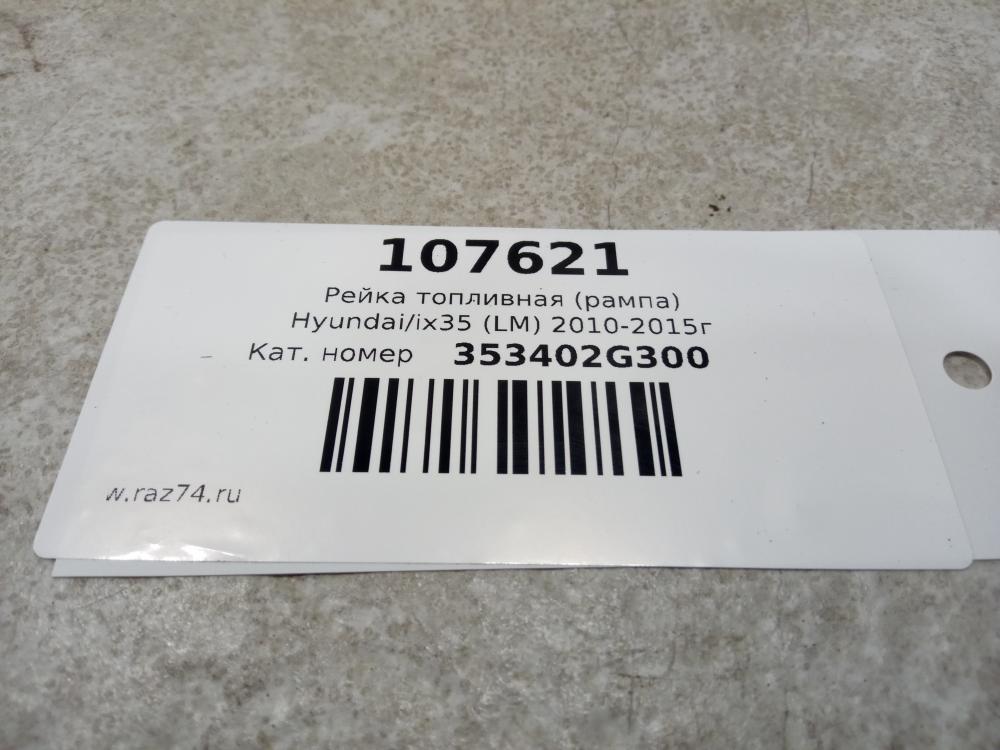 107621
Рейка топливная (рампа)
Hyundai/ix35 (LM) 2010-2015г
Кат. номер 353402G300
w.raz74.ru